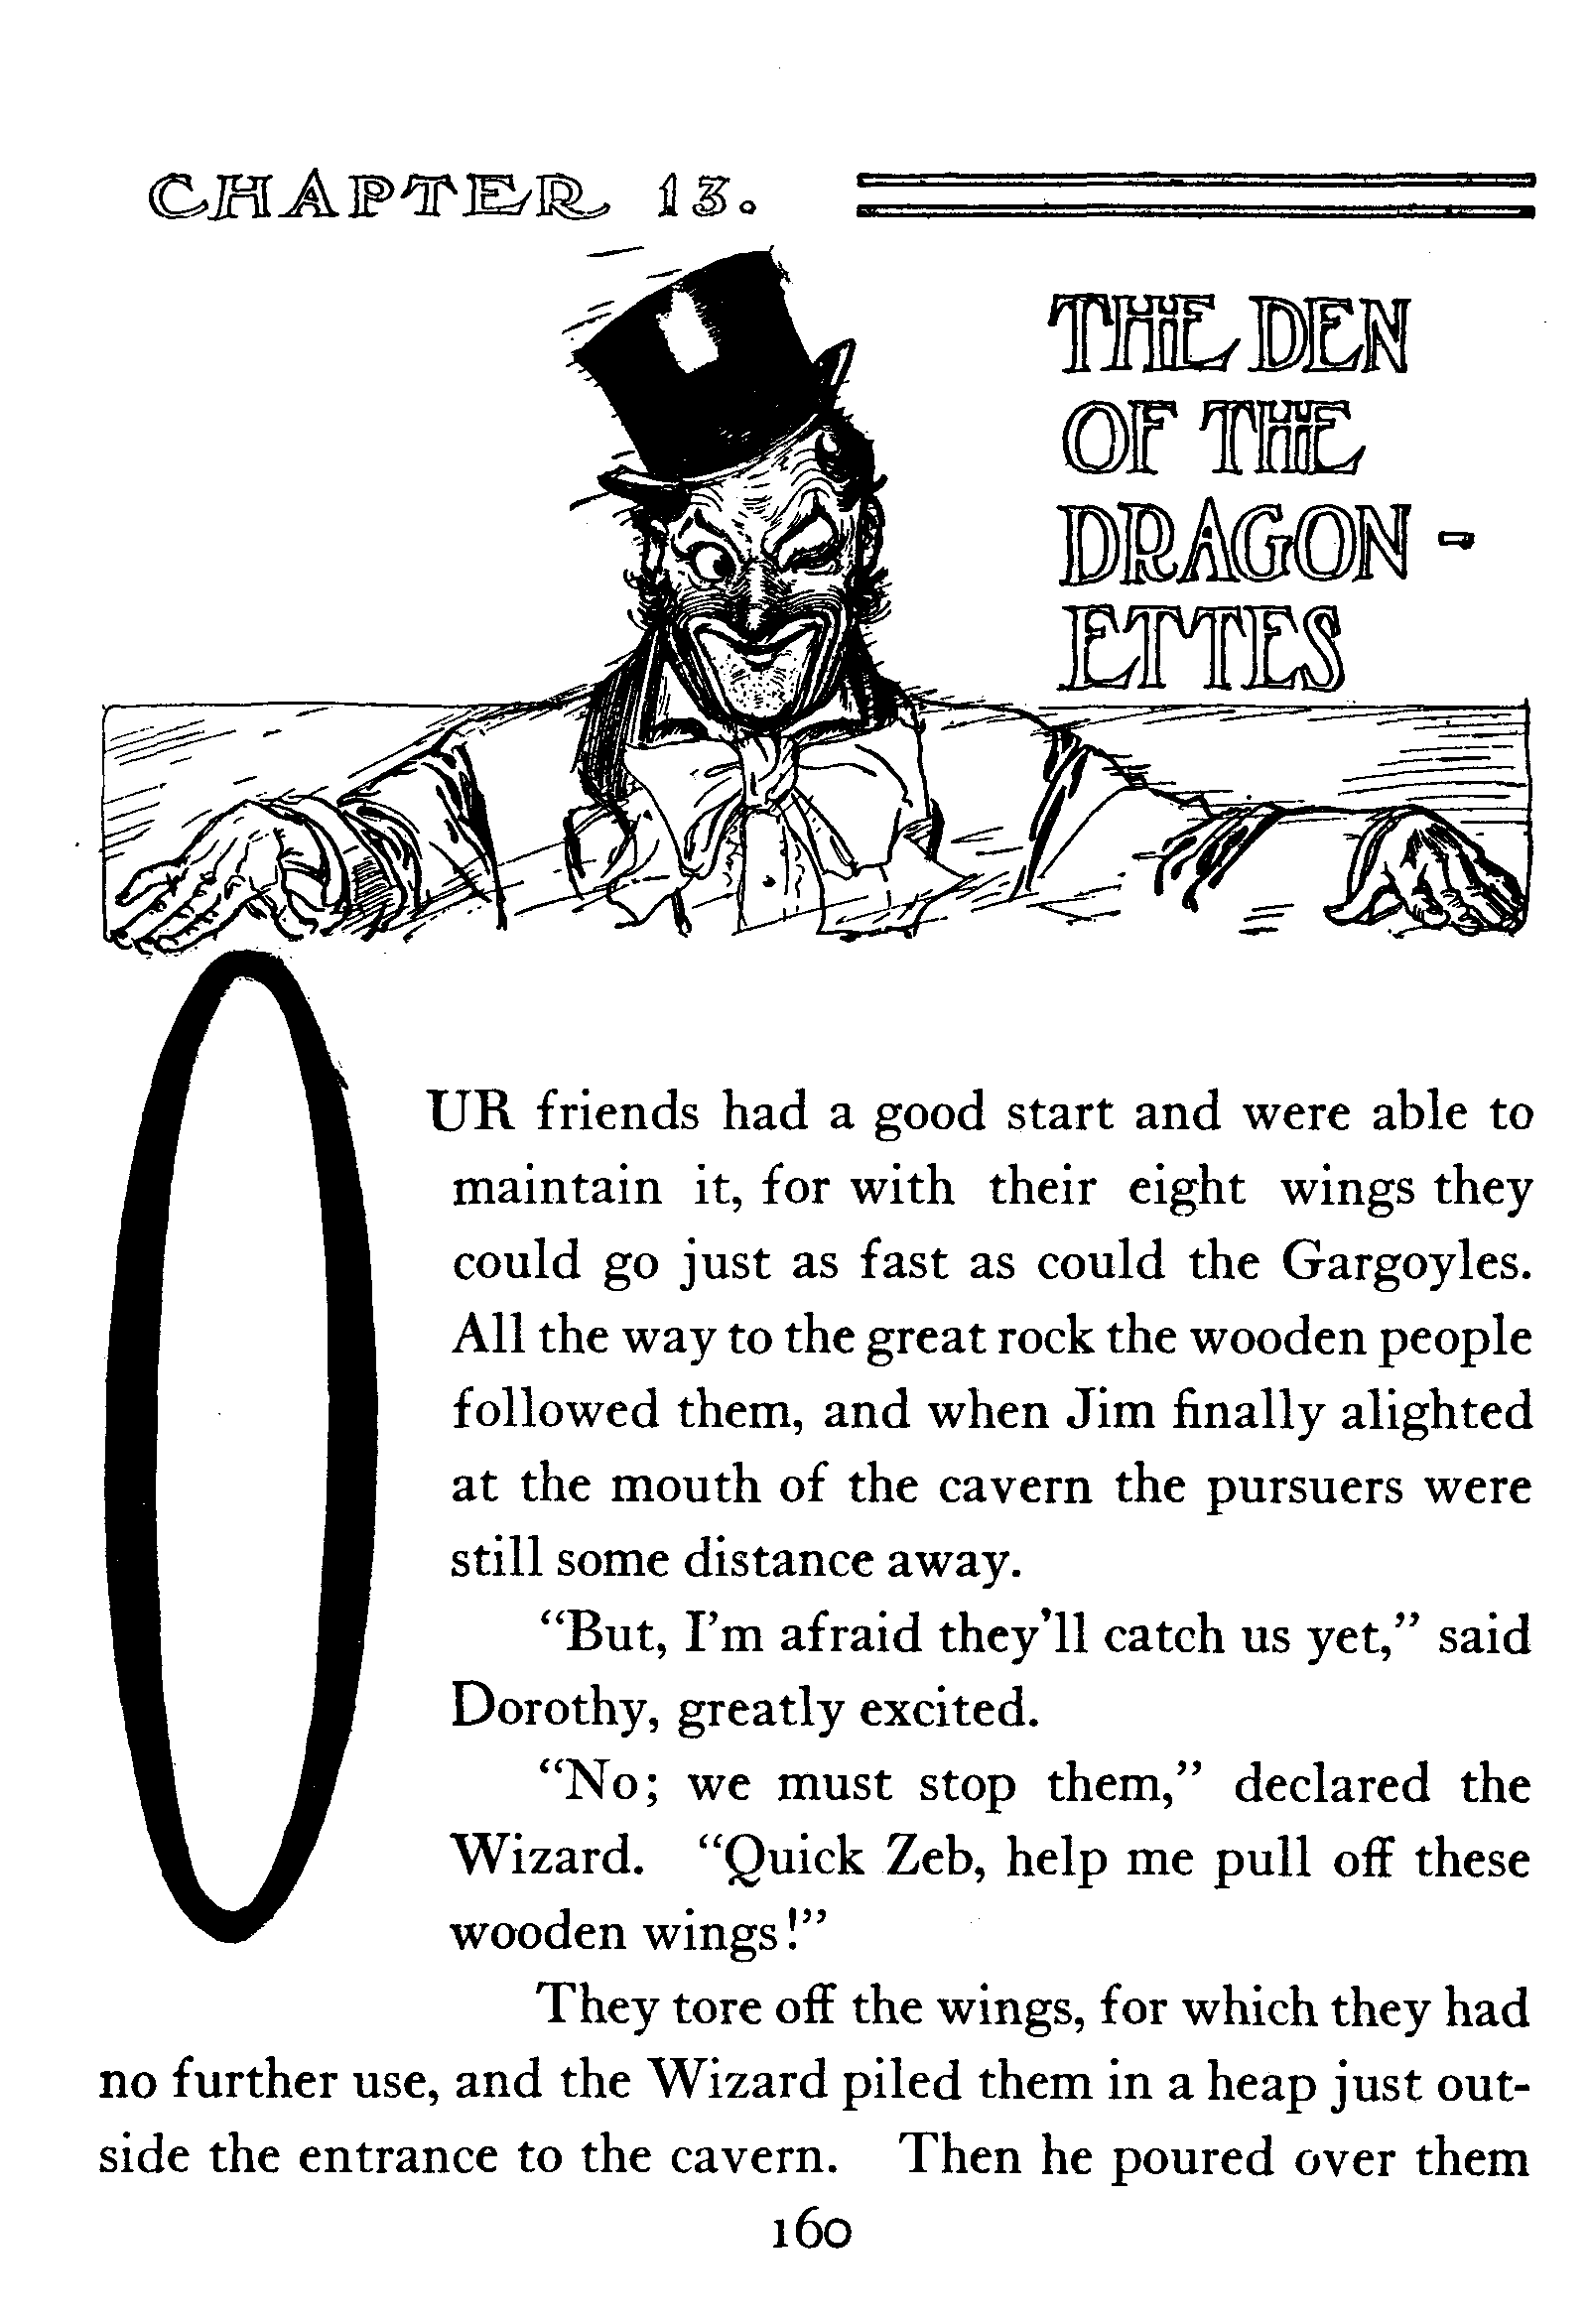 CHAPTER 13.
THE DEN
OF THE
DRAGON-
ETTES
OUR friends had a good start and were able to
maintain it, for with their eight wings they
could go just as fast as could the Gargoyles.
All the way to the great rock the wooden people
followed them, and when Jim finally alighted
at the mouth of the cavern the pursuers were
still some distance away.
“But, I’m afraid they’ll catch us yet,” said
Dorothy, greatly excited.
“No; we must stop them,” declared the
Wizard. “Quick Zeb, help me pull off these
wooden wings!”
They tore off the wings, for which they had
no further use, and the Wizard piled them in a heap just out-
side the entrance to the cavern. Then he poured over them
160